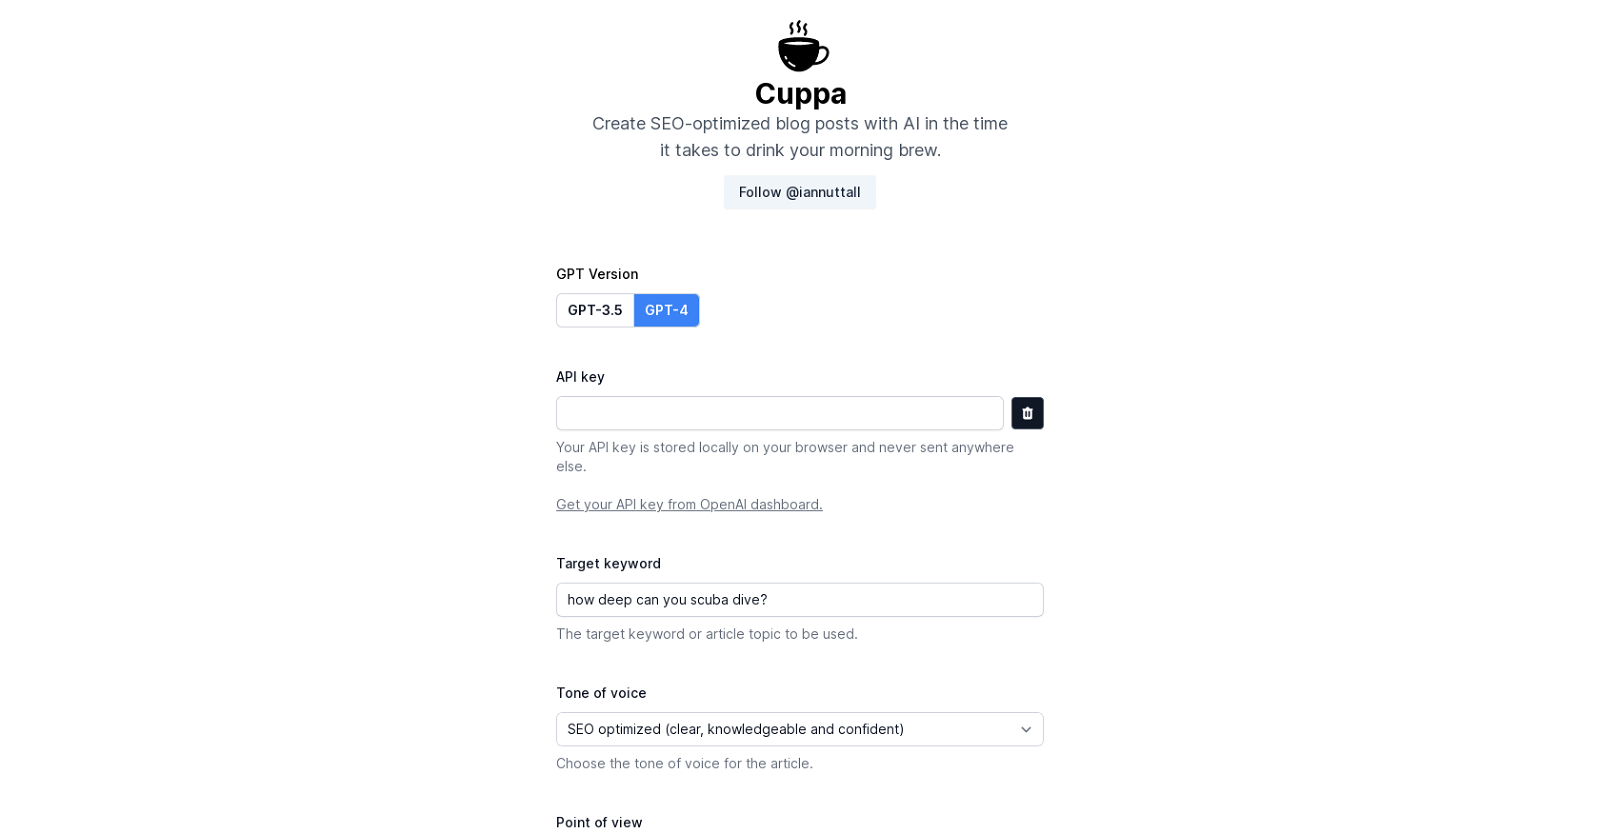 Cuppa
Create SEO-optimized blog posts with AI in the time
it takes to drink your morning brew.
Follow @iannuttall
GPT Version
GPT-3.5 GPT-4
API key
Your API key is stored locally on your browser and never sent anywhere
else.
Get your API key from OpenAI dashboard.
Target keyword
how deep can you scuba dive?
The target keyword or article topic to be used.
Tone of voice
SEO optimized (clear, knowledgeable and confident)
Choose the tone of voice for the article.
Point of view